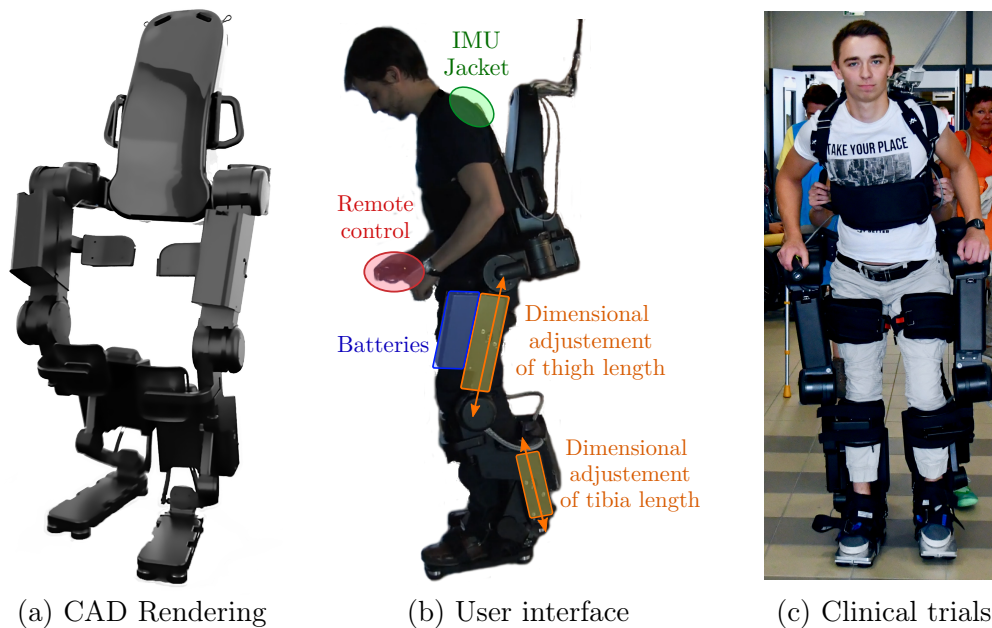 IMU
Jacket
Remote
control
Batteries
Dimensional
adjustement
of thigh length
Dimensional
adjustement
of tibia length
TAKE YOUR PLACE
(a) CAD Rendering
(b) User interface
(c) Clinical trials